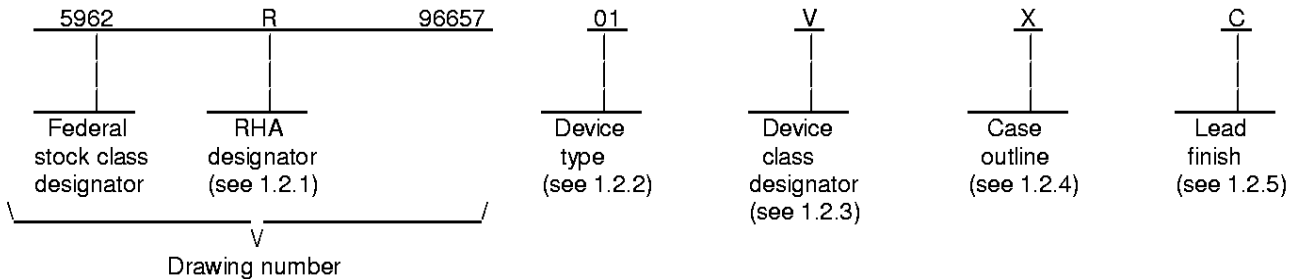 5962 R 96657 01 V X C
Federal RHA Device Device Case Lead
stock class designator type class outline finish
designator (see 1.2.1) (see 1.2.2) designator (see 1.2.4) (see 1.2.5)
(see 1.2.3)
\ /
V
Drawing number